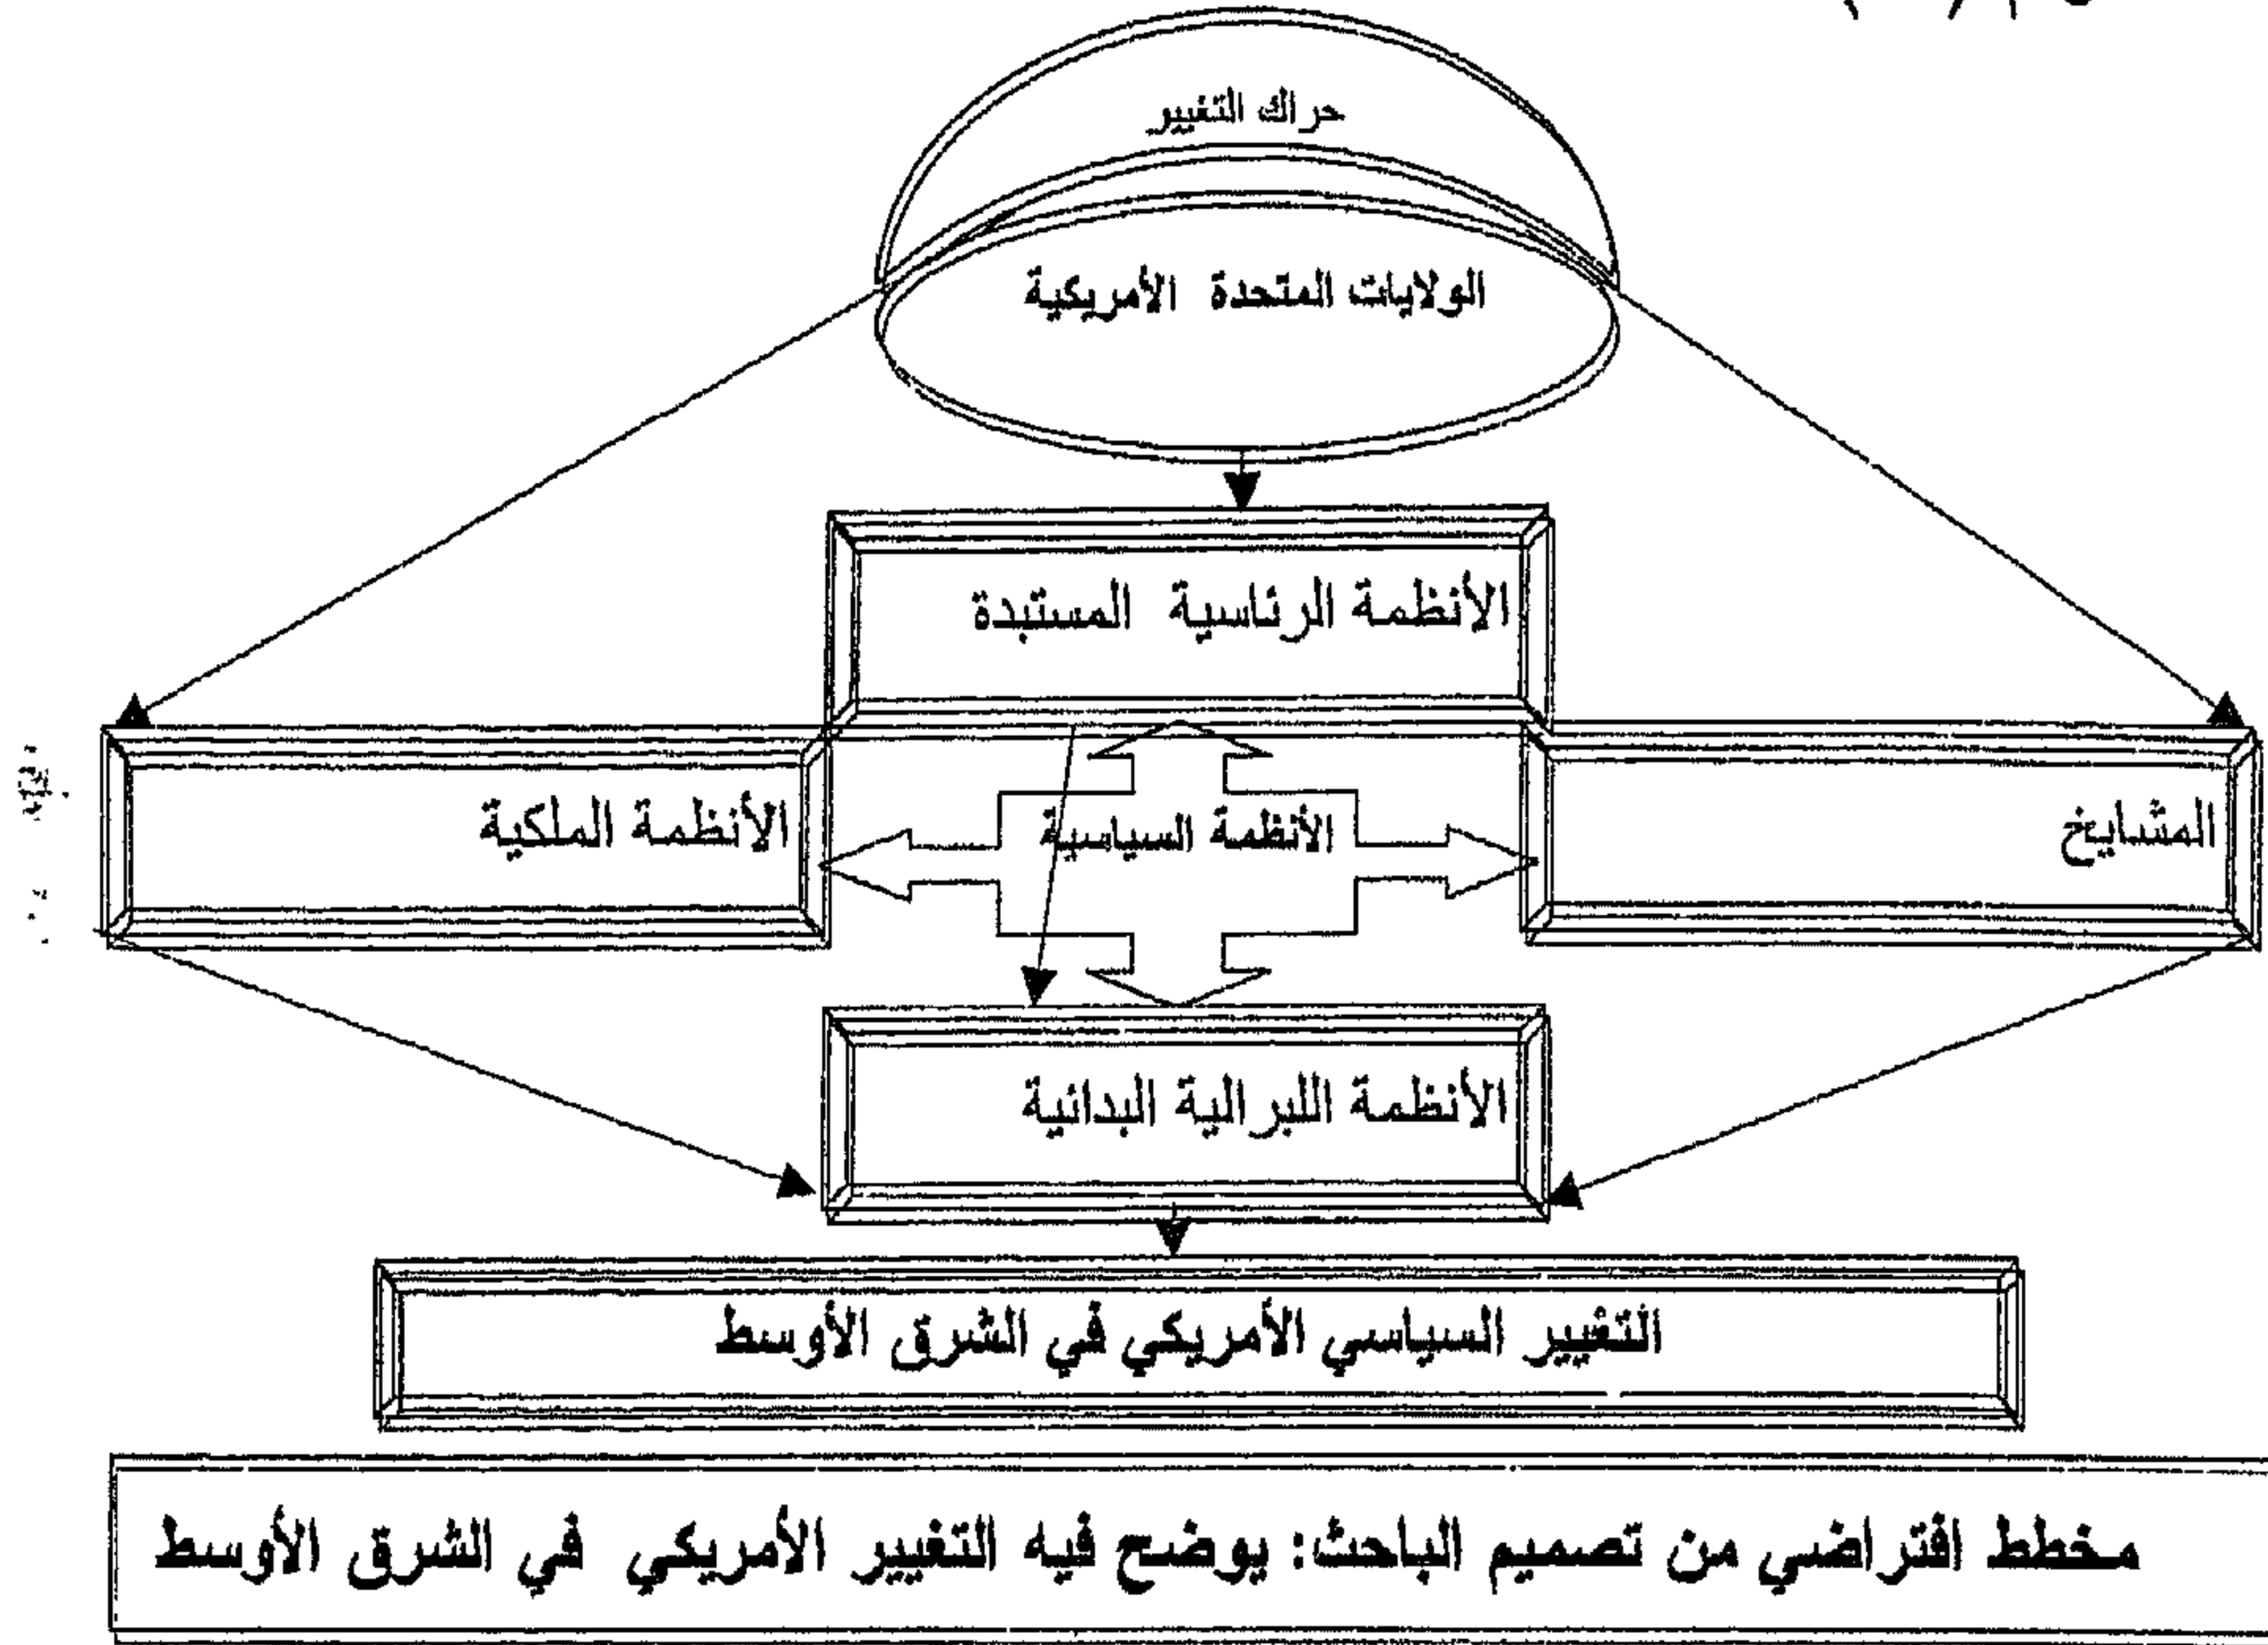 حراك التغيير
الولايات المتحدة الأمريكية
الأنظمة الرئاسية المستبدة
المشايخ
الأنظمة السياسية
الأنظمة الملكية
الأنظمة اللبرالية البدائية
التغيير السياسي الأمريكي في الشرق الأوسط
مخطط افتراضي من تصميم الباحث: يوضح فيه التغيير الأمريكي في الشرق الأوسط